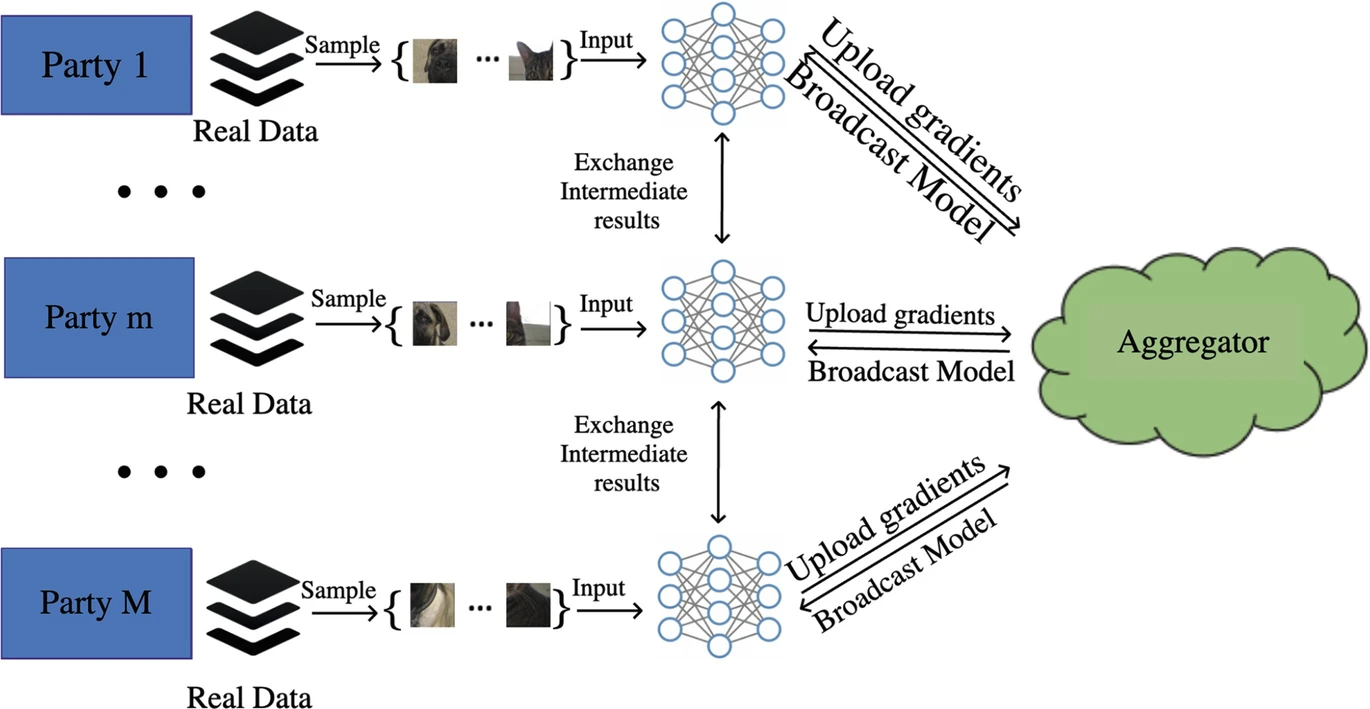 Party 1
Real Data
Sample
{
...
}
Input
Upload gradients
Broadcast Model
Exchange
Intermediate
results
Party m
Real Data
Sample
{
...
}
Input
Upload gradients
Broadcast Model
Aggregator
Exchange
Intermediate
results
Party M
Real Data
Sample
{
...
}
Input
Upload gradients
Broadcast Model